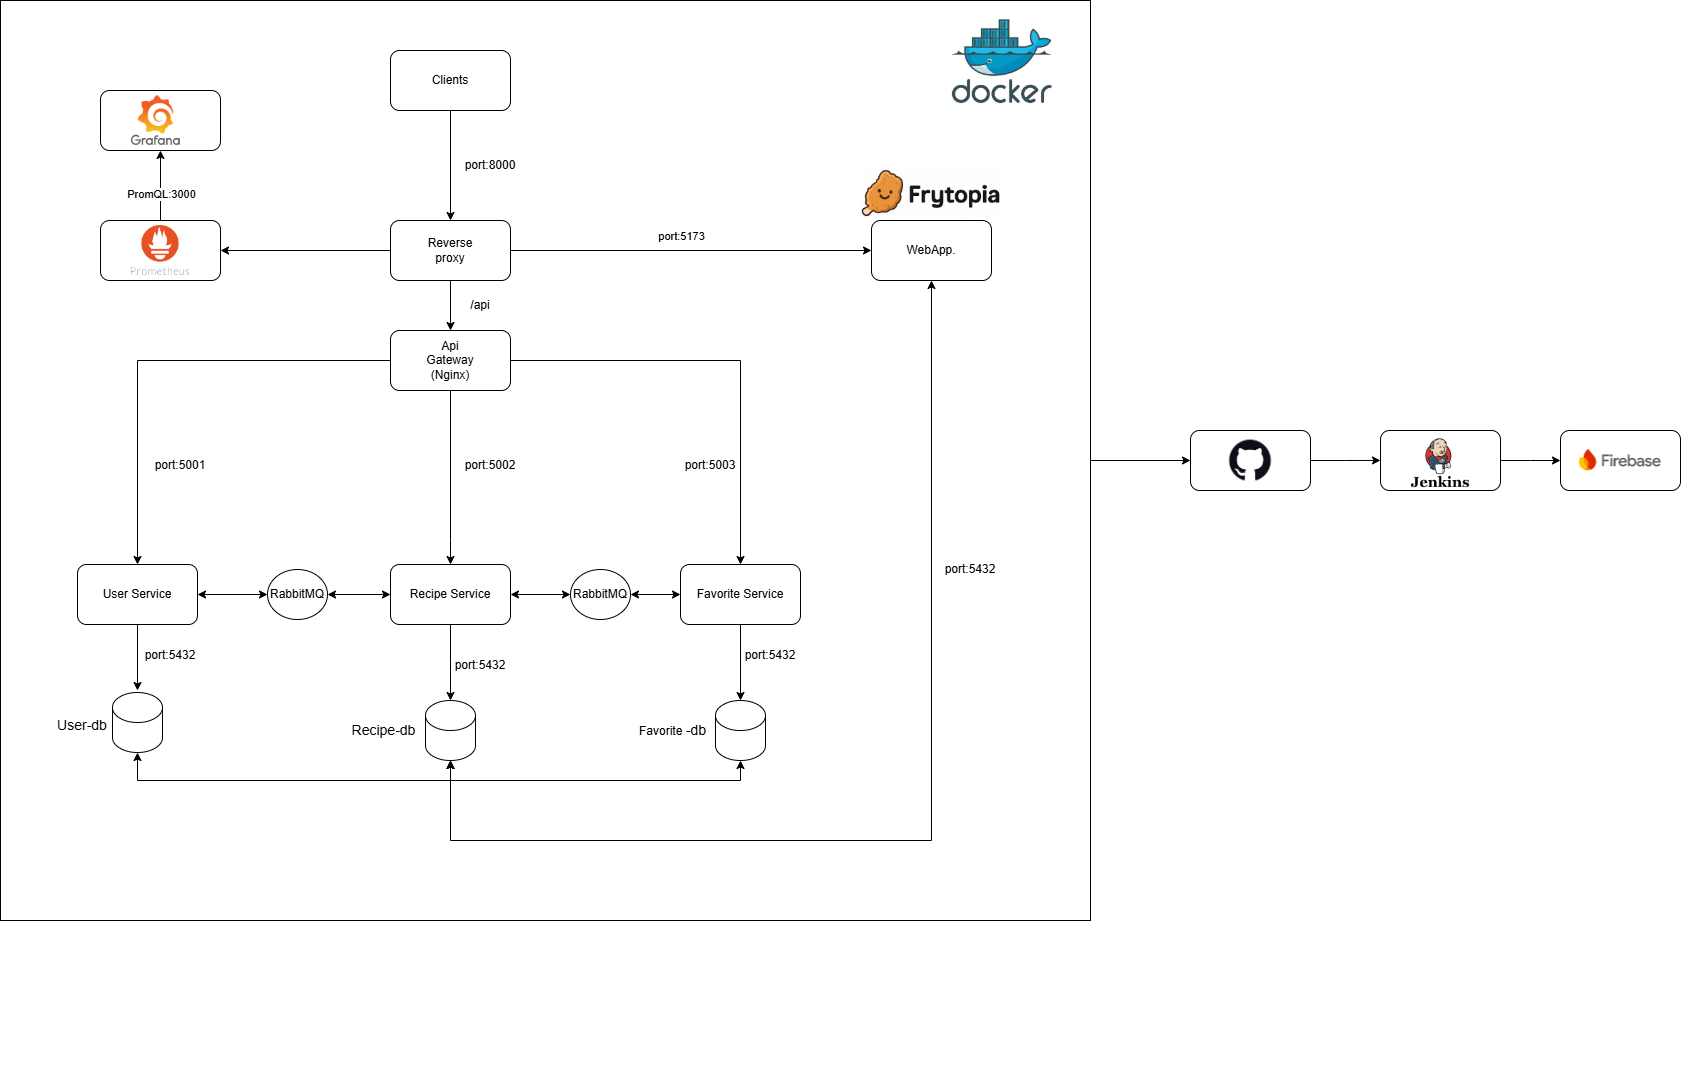 docker
Clients
Grafana
port:8000
PromQL:3000
Frytopia
port:5173
Reverse
proxy
WebApp.
Prometheus
/api
Api
Gateway
(Nginx)
port:5001
port:5002
port:5003
Firebase
Jenkins
port:5432
User Service
RabbitMQ
Recipe Service
RabbitMQ
Favorite Service
port:5432
port:5432
port:5432
User-db
Recipe-db
Favorite -db